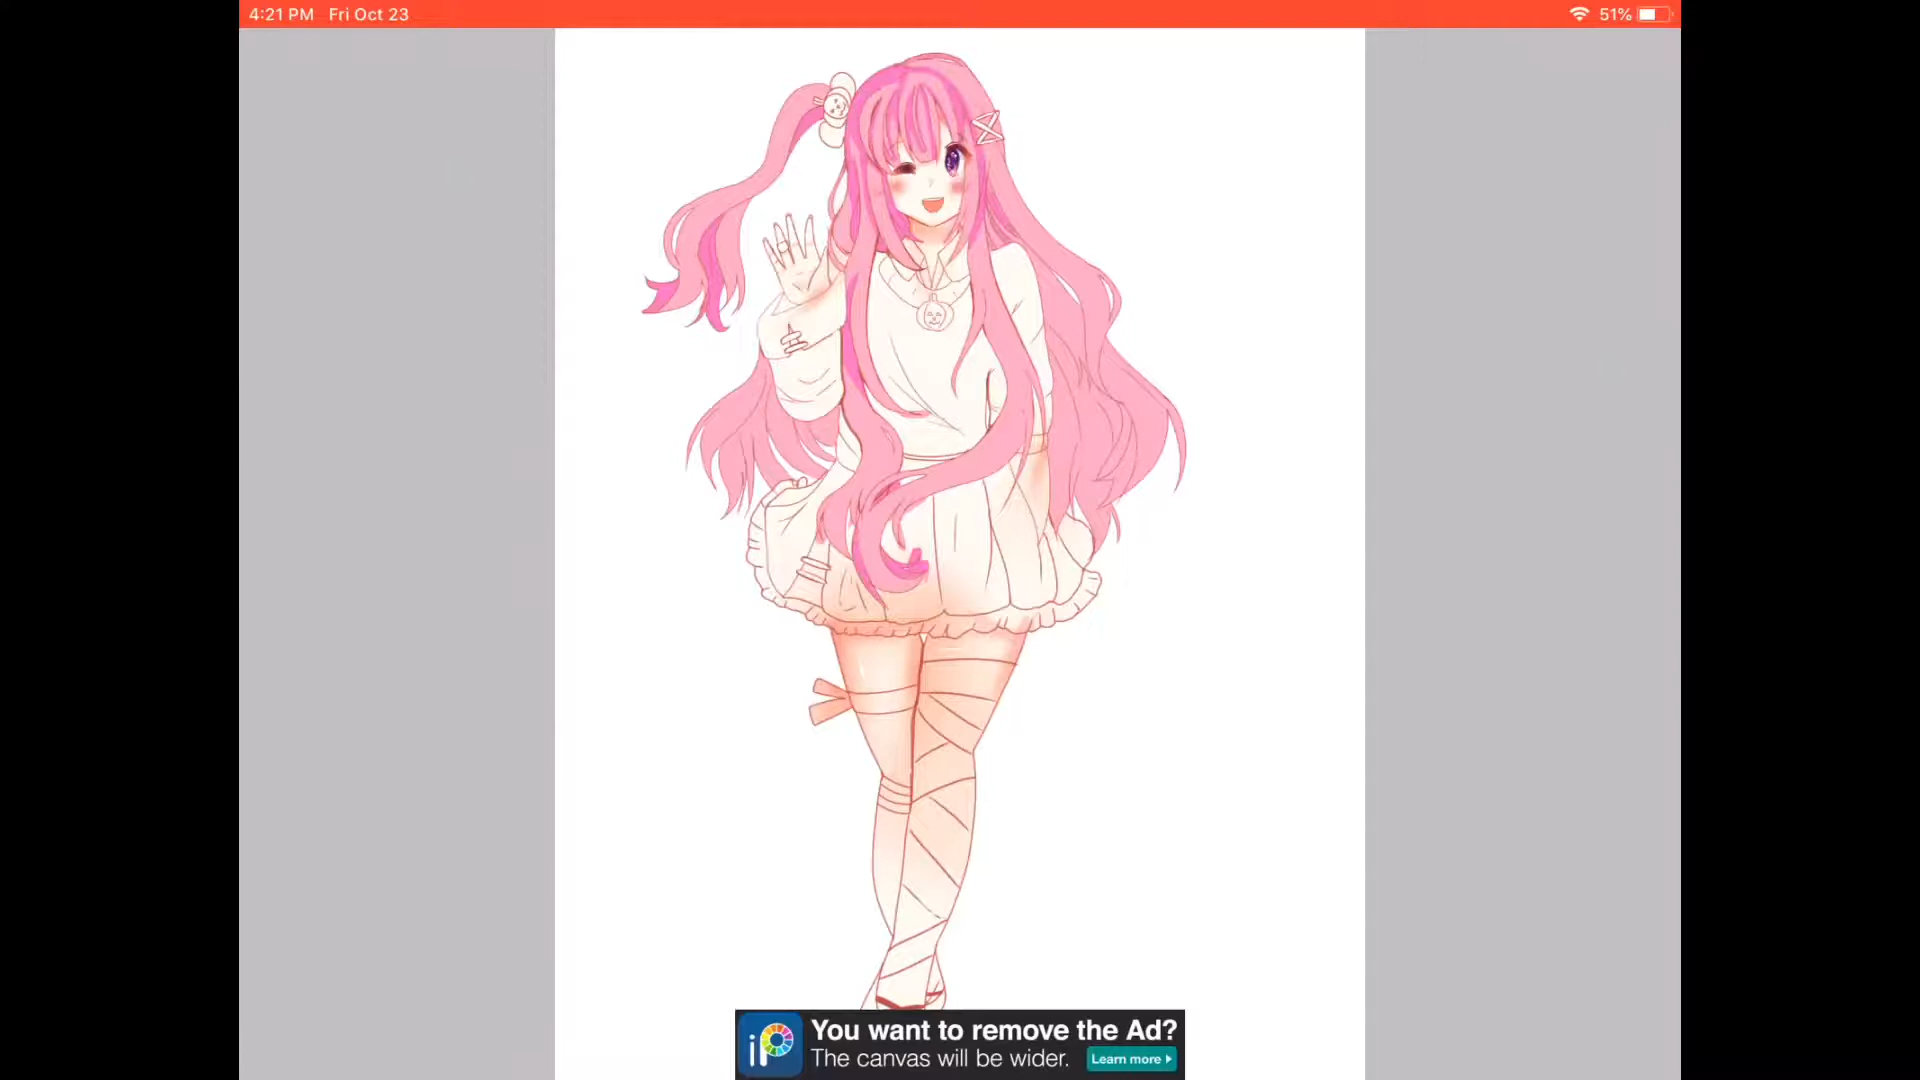 4:21 PM Fri Oct 23
51%
iP
You want to remove the Ad?
The canvas will be wider.
Learn more